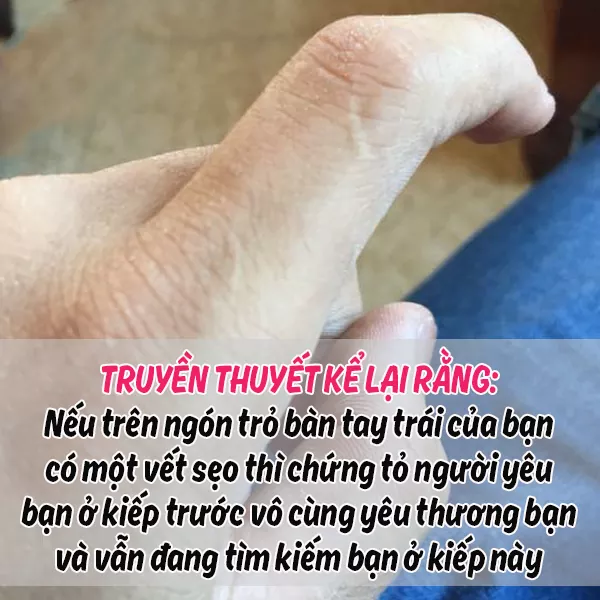 TRUYỀN THUYẾT KỂ LẠI RẰNG:
Nếu trên ngón trỏ bàn tay trái của bạn
có một vết sẹo thì chứng tỏ người yêu
bạn ở kiếp trước vô cùng yêu thương bạn
và vẫn đang tìm kiếm bạn ở kiếp này